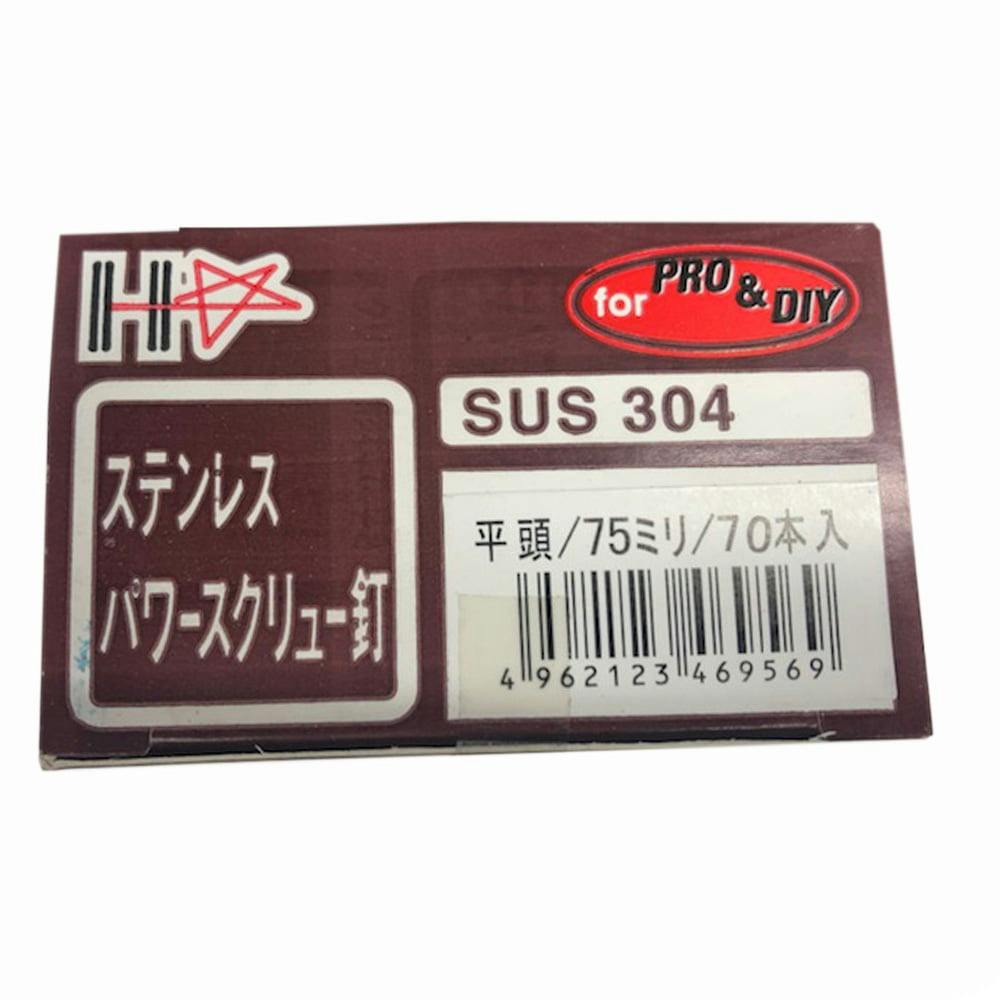 H
for PRO & DIY
SUS 304
ステンレス
パワースクリュー釘
平頭/75ミリ/70本入
4 962123 469569